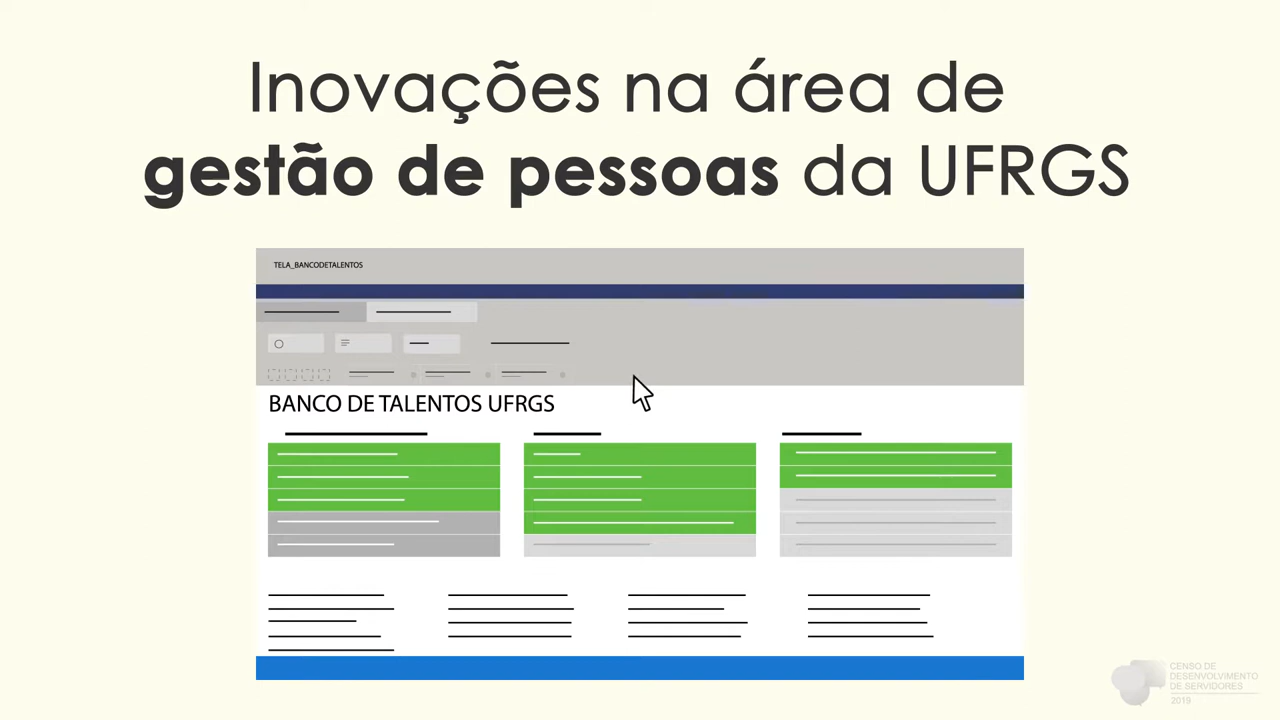 Inovações na área de
gestão de pessoas da UFRGS
TELA_BANCODETALENTOS
BANCO DE TALENTOS UFRGS
CENSO DE
DESENVOLVIMENTO
DE SERVIDORES
2019